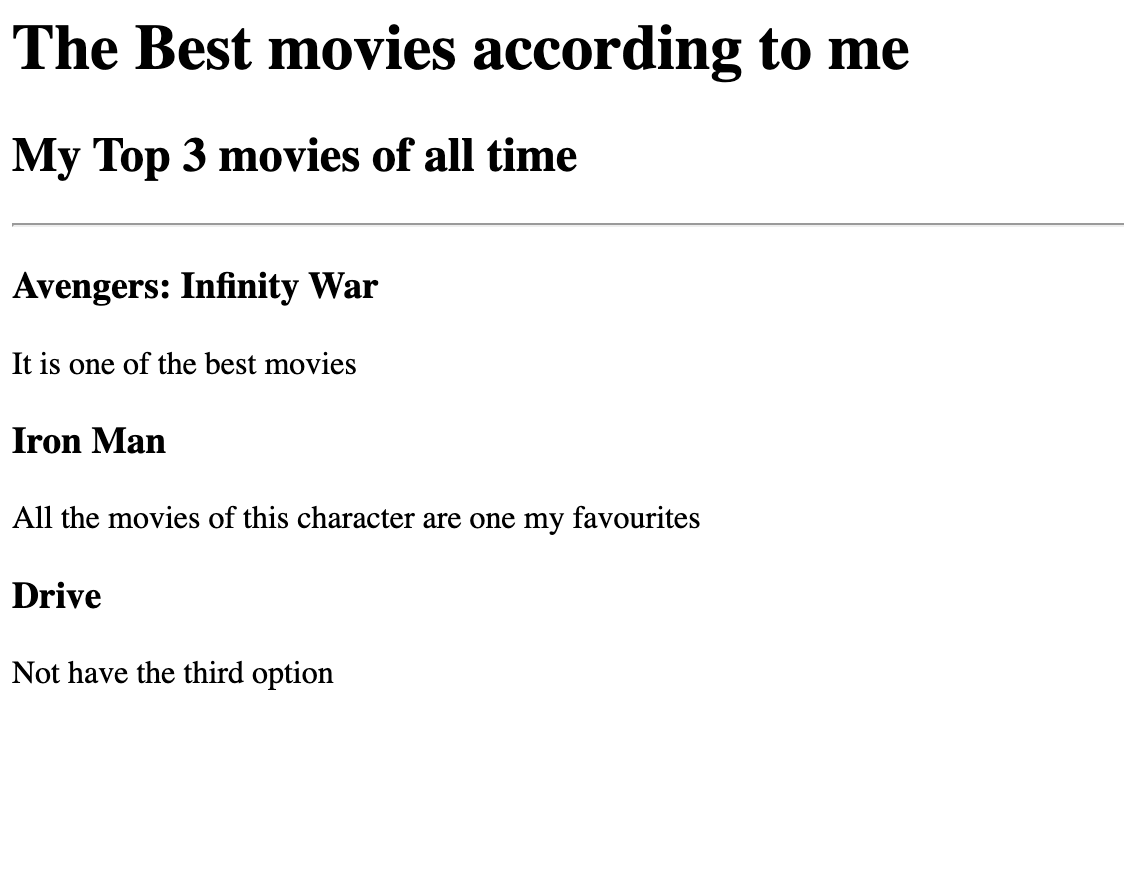 The Best movies according to me
My Top 3 movies of all time
Avengers: Infinity War
It is one of the best movies
Iron Man
All the movies of this character are one my favourites
Drive
Not have the third option